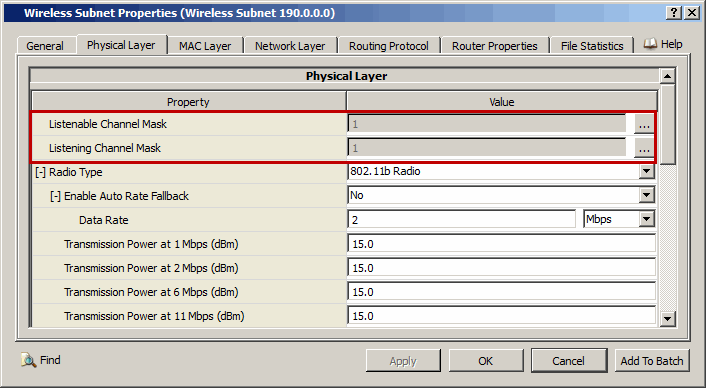 Wireless Subnet Properties (Wireless Subnet 190.0.0.0)
General Physical Layer MAC Layer Network Layer Routing Protocol Router Properties File Statistics Help
Physical Layer
Property Value
Listenable Channel Mask 1 ...
Listening Channel Mask 1 ...
[-] Radio Type 802.11b Radio
[-] Enable Auto Rate Fallback No
Data Rate 2 Mbps
Transmission Power at 1 Mbps (dBm) 15.0
Transmission Power at 2 Mbps (dBm) 15.0
Transmission Power at 6 Mbps (dBm) 15.0
Transmission Power at 11 Mbps (dBm) 15.0
Find Apply OK Cancel Add To Batch